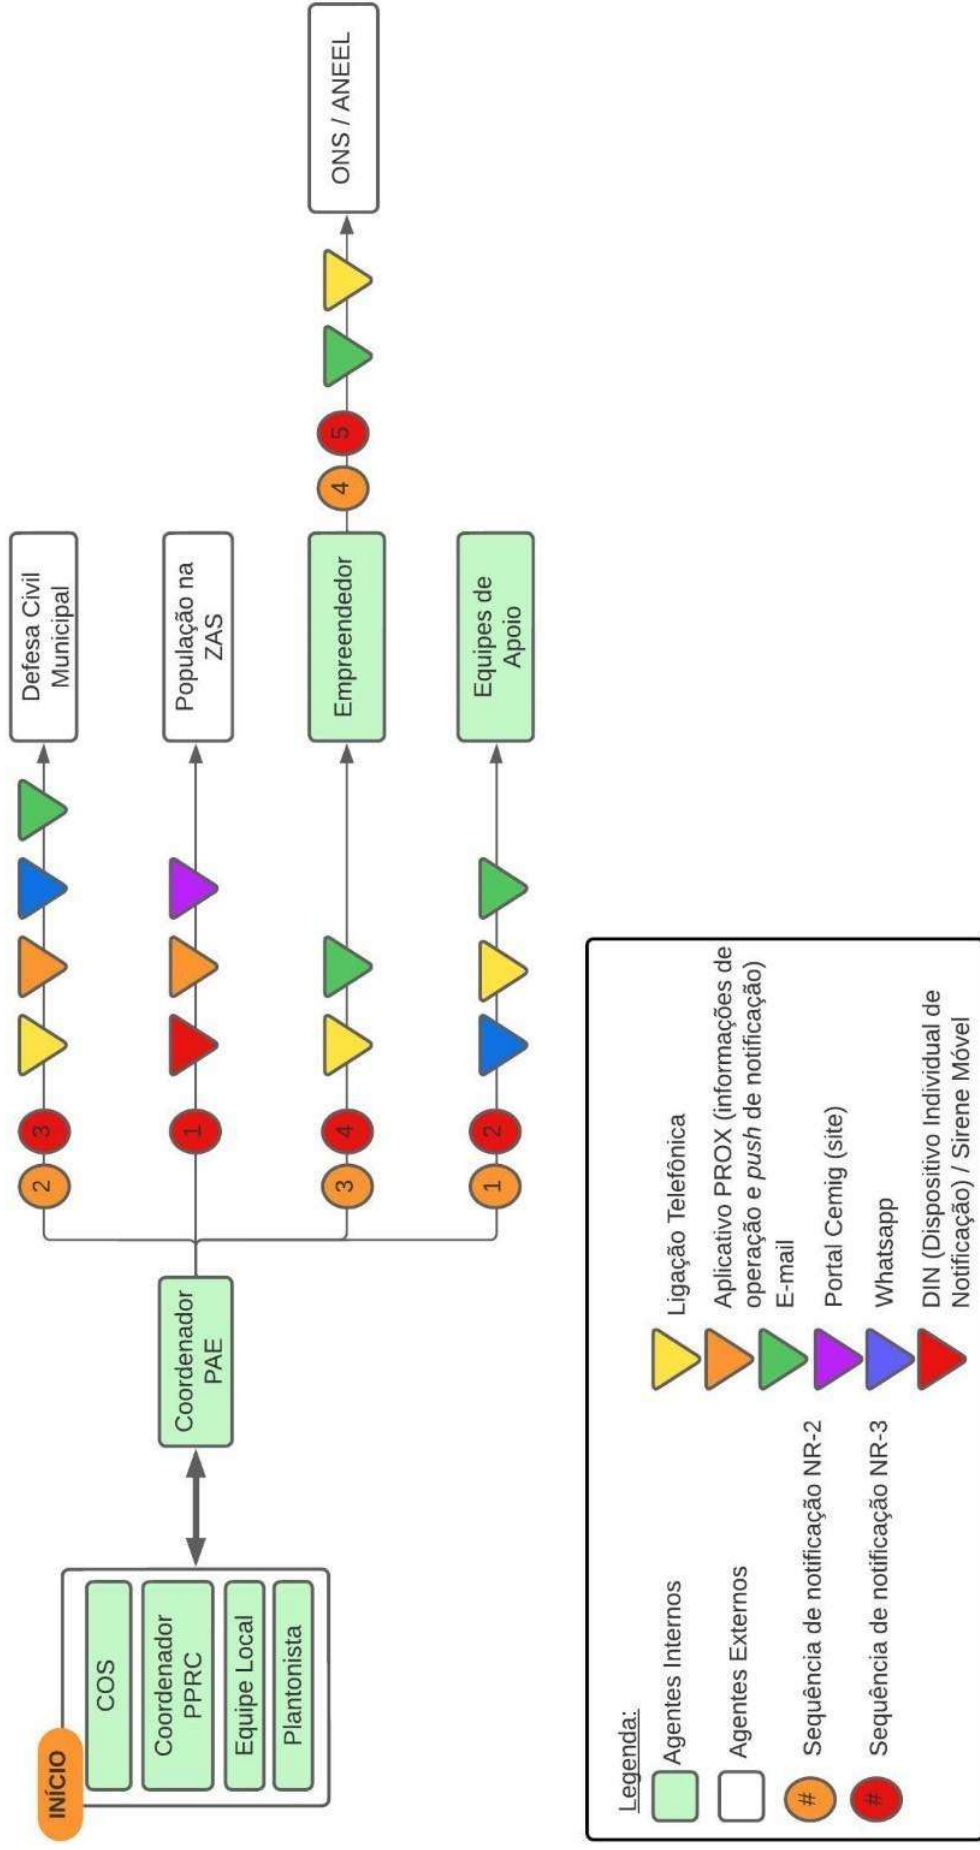 INÍCIO
COS
Coordenador
PPRC
Equipe Local
Plantonista
Coordenador
PAE
2
3
Defesa Civil
Municipal
1
População na
ZAS
3
4
Empreendedor
4
5
ONS / ANEEL
1
2
Equipes de
Apoio
Legenda:
Agentes Internos
Agentes Externos
# Sequência de notificação NR-2
# Sequência de notificação NR-3
Ligação Telefônica
Aplicativo PROX (informações de
operação e push de notificação)
E-mail
Portal Cemig (site)
Whatsapp
DIN (Dispositivo Individual de
Notificação) / Sirene Móvel